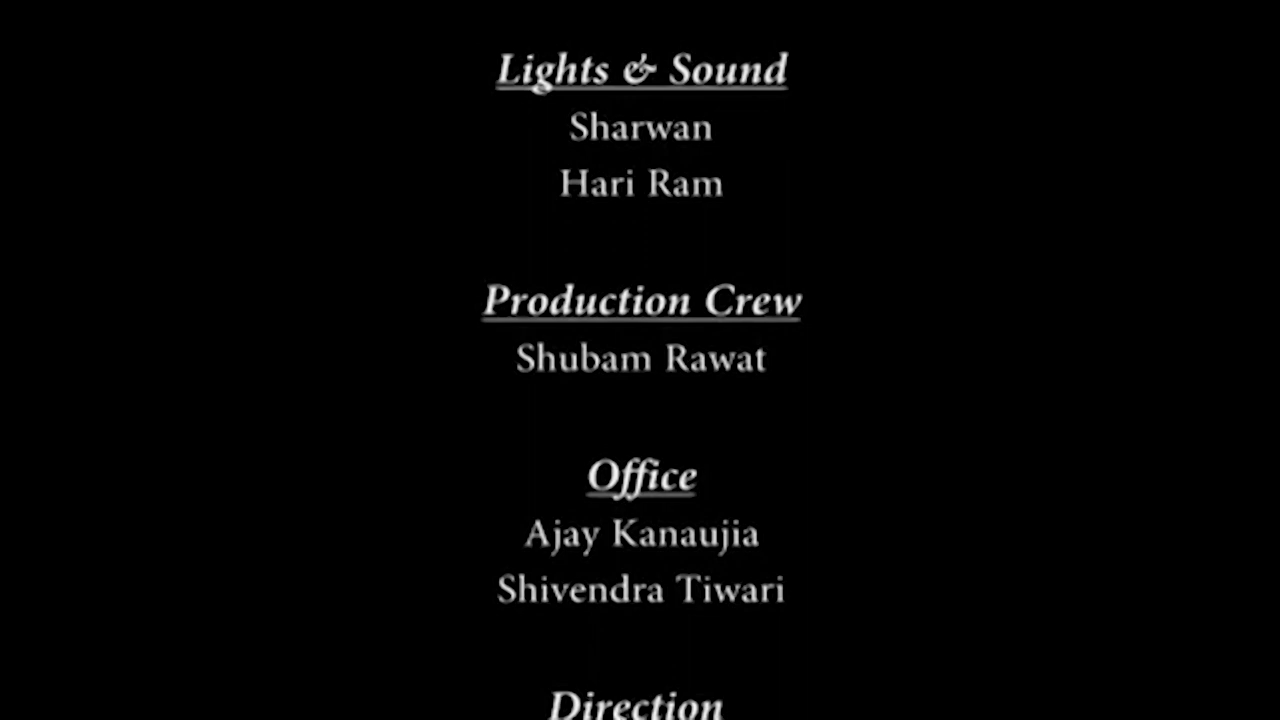 Lights & Sound
Sharwan
Hari Ram
Production Crew
Shubam Rawat
Office
Ajay Kanaujia
Shivendra Tiwari
Direction